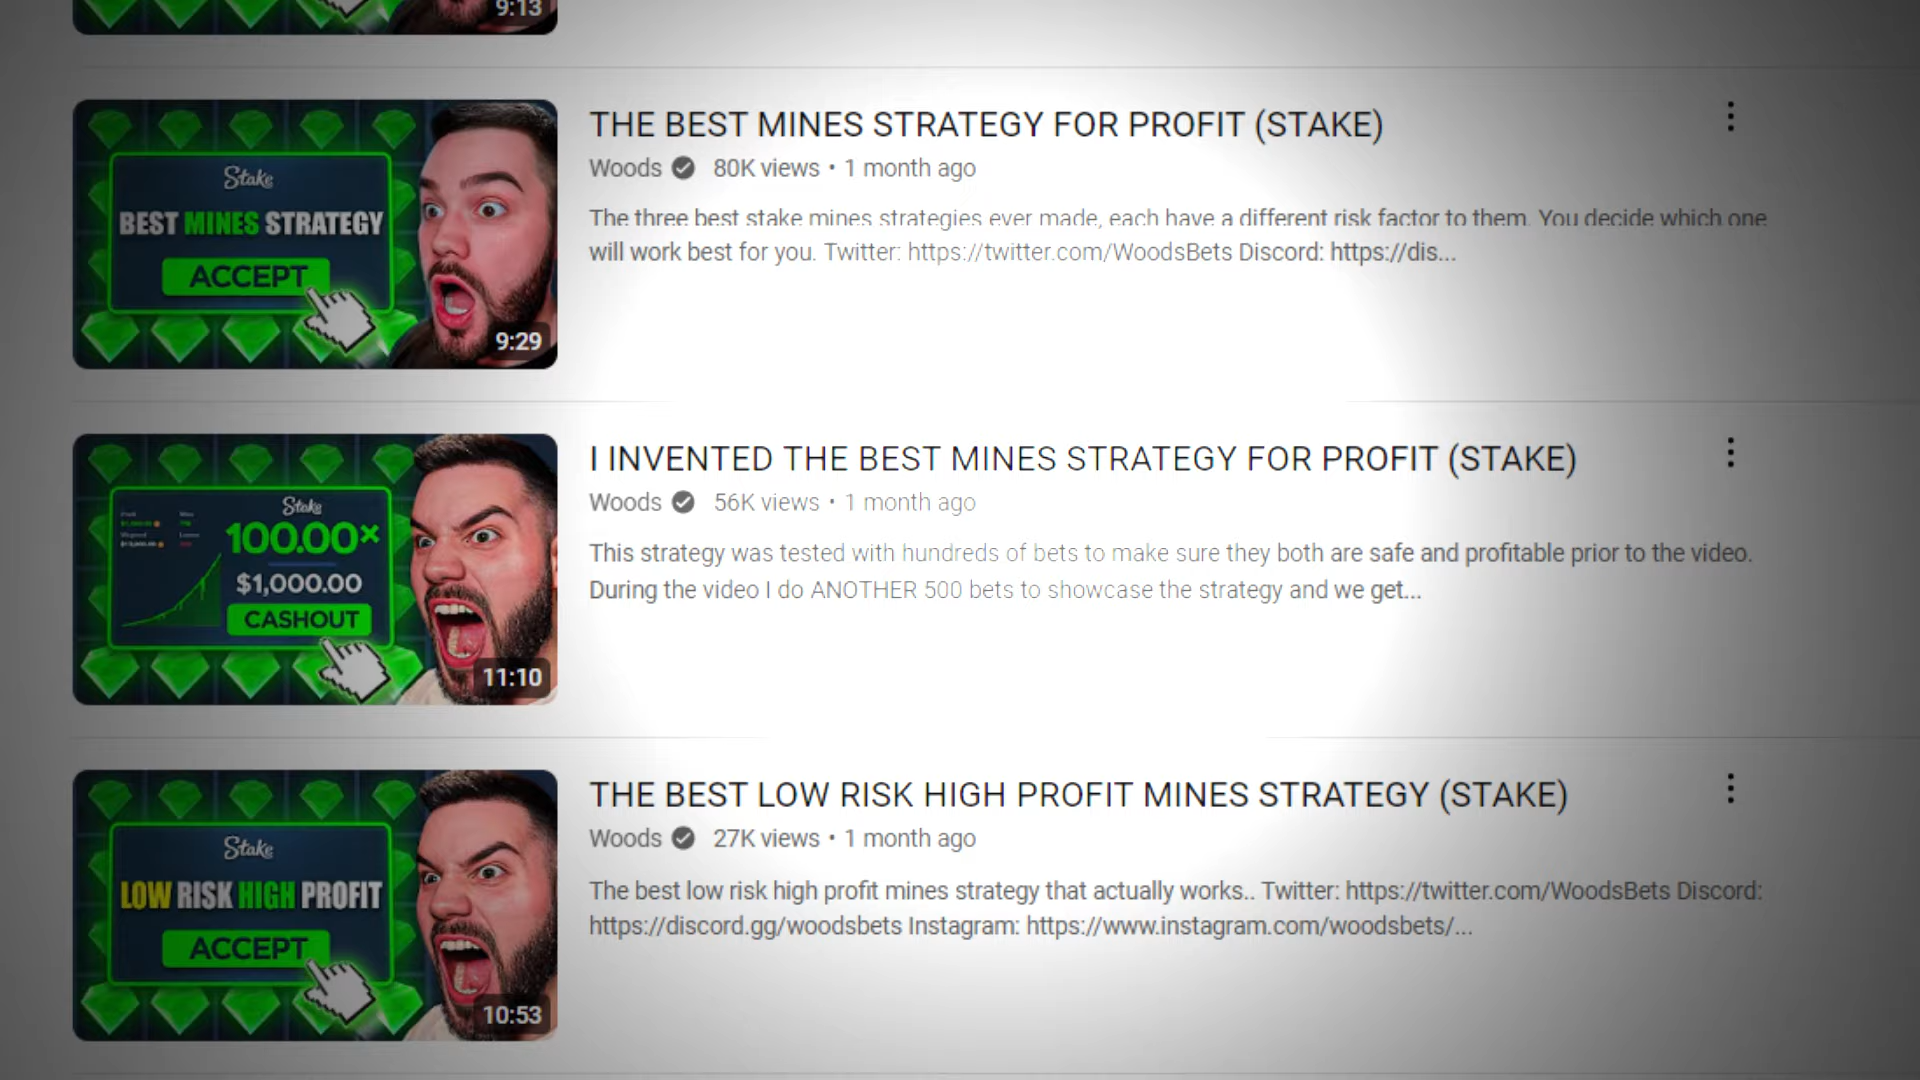 9:13
Stake
BEST MINES STRATEGY
ACCEPT
9:29
THE BEST MINES STRATEGY FOR PROFIT (STAKE)
Woods 80K views • 1 month ago
The three best stake mines strategies ever made, each have a different risk factor to them. You decide which one
will work best for you. Twitter: https://twitter.com/WoodsBets Discord: https://dis...
Stake
100.00×
$1,000.00
CASHOUT
11:10
I INVENTED THE BEST MINES STRATEGY FOR PROFIT (STAKE)
Woods 56K views • 1 month ago
This strategy was tested with hundreds of bets to make sure they both are safe and profitable prior to the video.
During the video I do ANOTHER 500 bets to showcase the strategy and we get...
Stake
LOW RISK HIGH PROFIT
ACCEPT
10:53
THE BEST LOW RISK HIGH PROFIT MINES STRATEGY (STAKE)
Woods 27K views • 1 month ago
The best low risk high profit mines strategy that actually works.. Twitter: https://twitter.com/WoodsBets Discord:
https://discord.gg/woodsbets Instagram: https://www.instagram.com/woodsbets/...